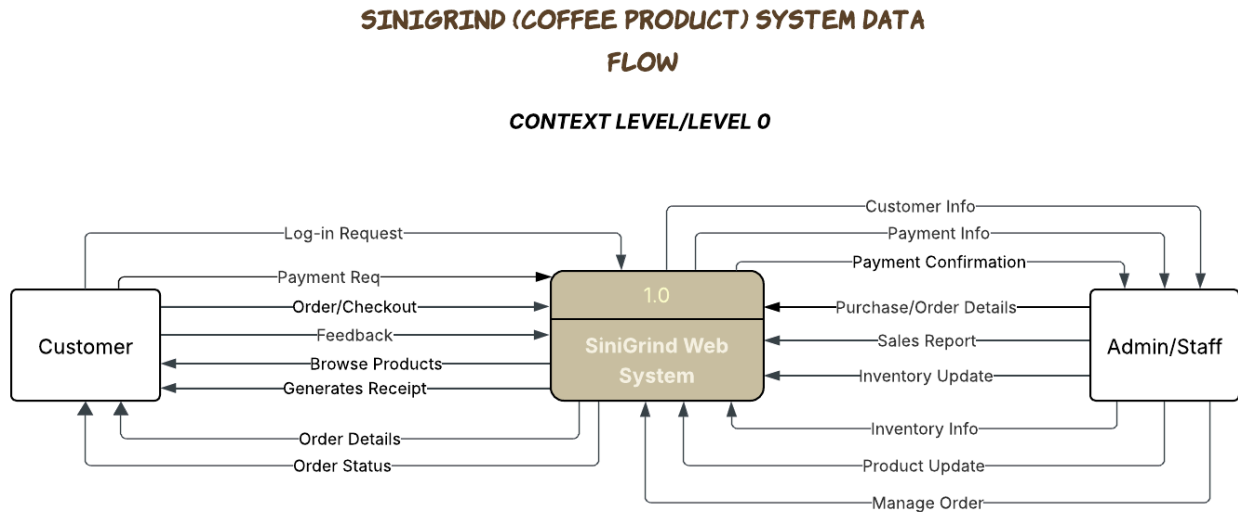 SINIGRIND (COFFEE PRODUCT) SYSTEM DATA
FLOW
CONTEXT LEVEL/LEVEL 0
Customer Info
Log-in Request
Payment Info
Payment Confirmation
Payment Req
1.0
Order/Checkout
Purchase/Order Details
Feedback
Sales Report
Customer
SiniGrind Web
System
Admin/Staff
Browse Products
Inventory Update
Generates Receipt
Inventory Info
Order Details
Order Status
Product Update
Manage Order